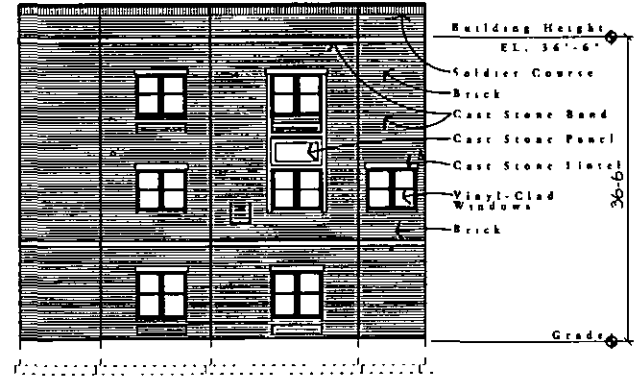 Building Height
EL. 36'-6"
Soldier Course
Brick
Cast Stone Band
Cast Stone Panel
Cast Stone Lintel
Vinyl-Clad
Windows
Brick
36-6
Grade